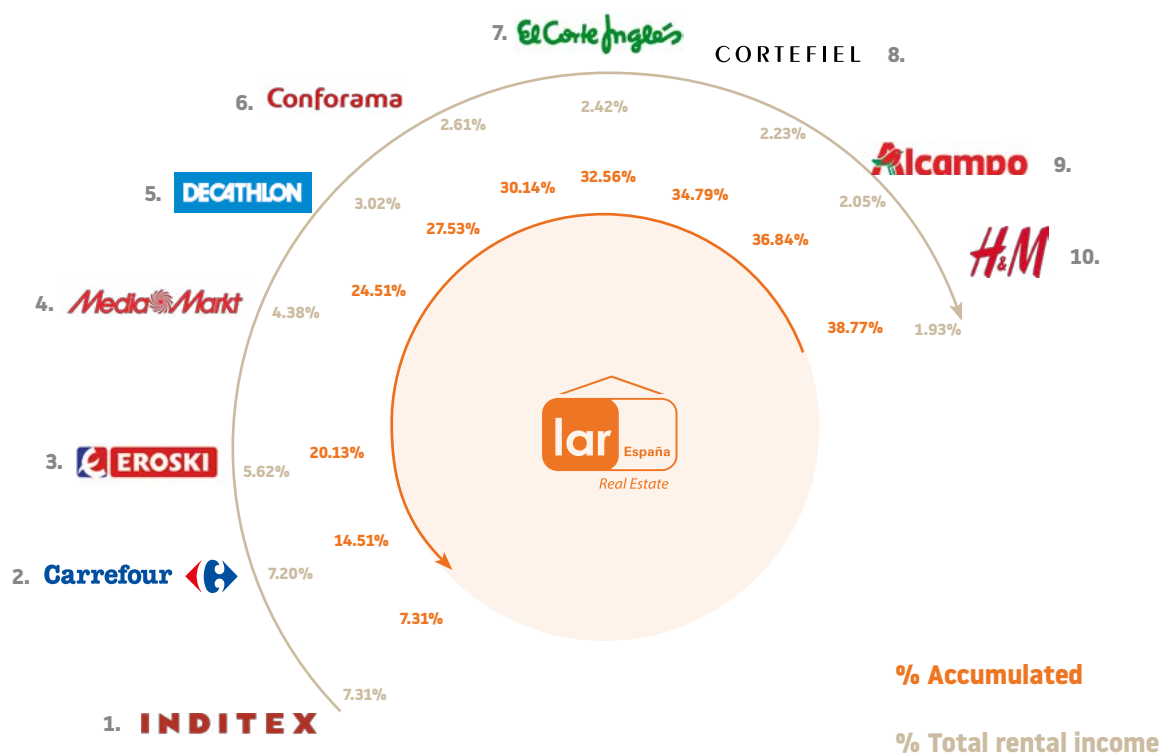 7. El Corte Inglés
CORTEFIEL 8.
6. Conforama
2.61%
2.42%
2.23%
Alcampo 9.
5. DECATHLON
3.02%
30.14%
32.56%
34.79%
2.05%
27.53%
36.84%
H&M 10.
4. Media Markt
4.38%
24.51%
38.77%
1.93%
lar
España
Real Estate
3. EROSKI
5.62%
20.13%
14.51%
2. Carrefour
7.20%
7.31%
% Accumulated
7.31%
1. INDITEX
% Total rental income